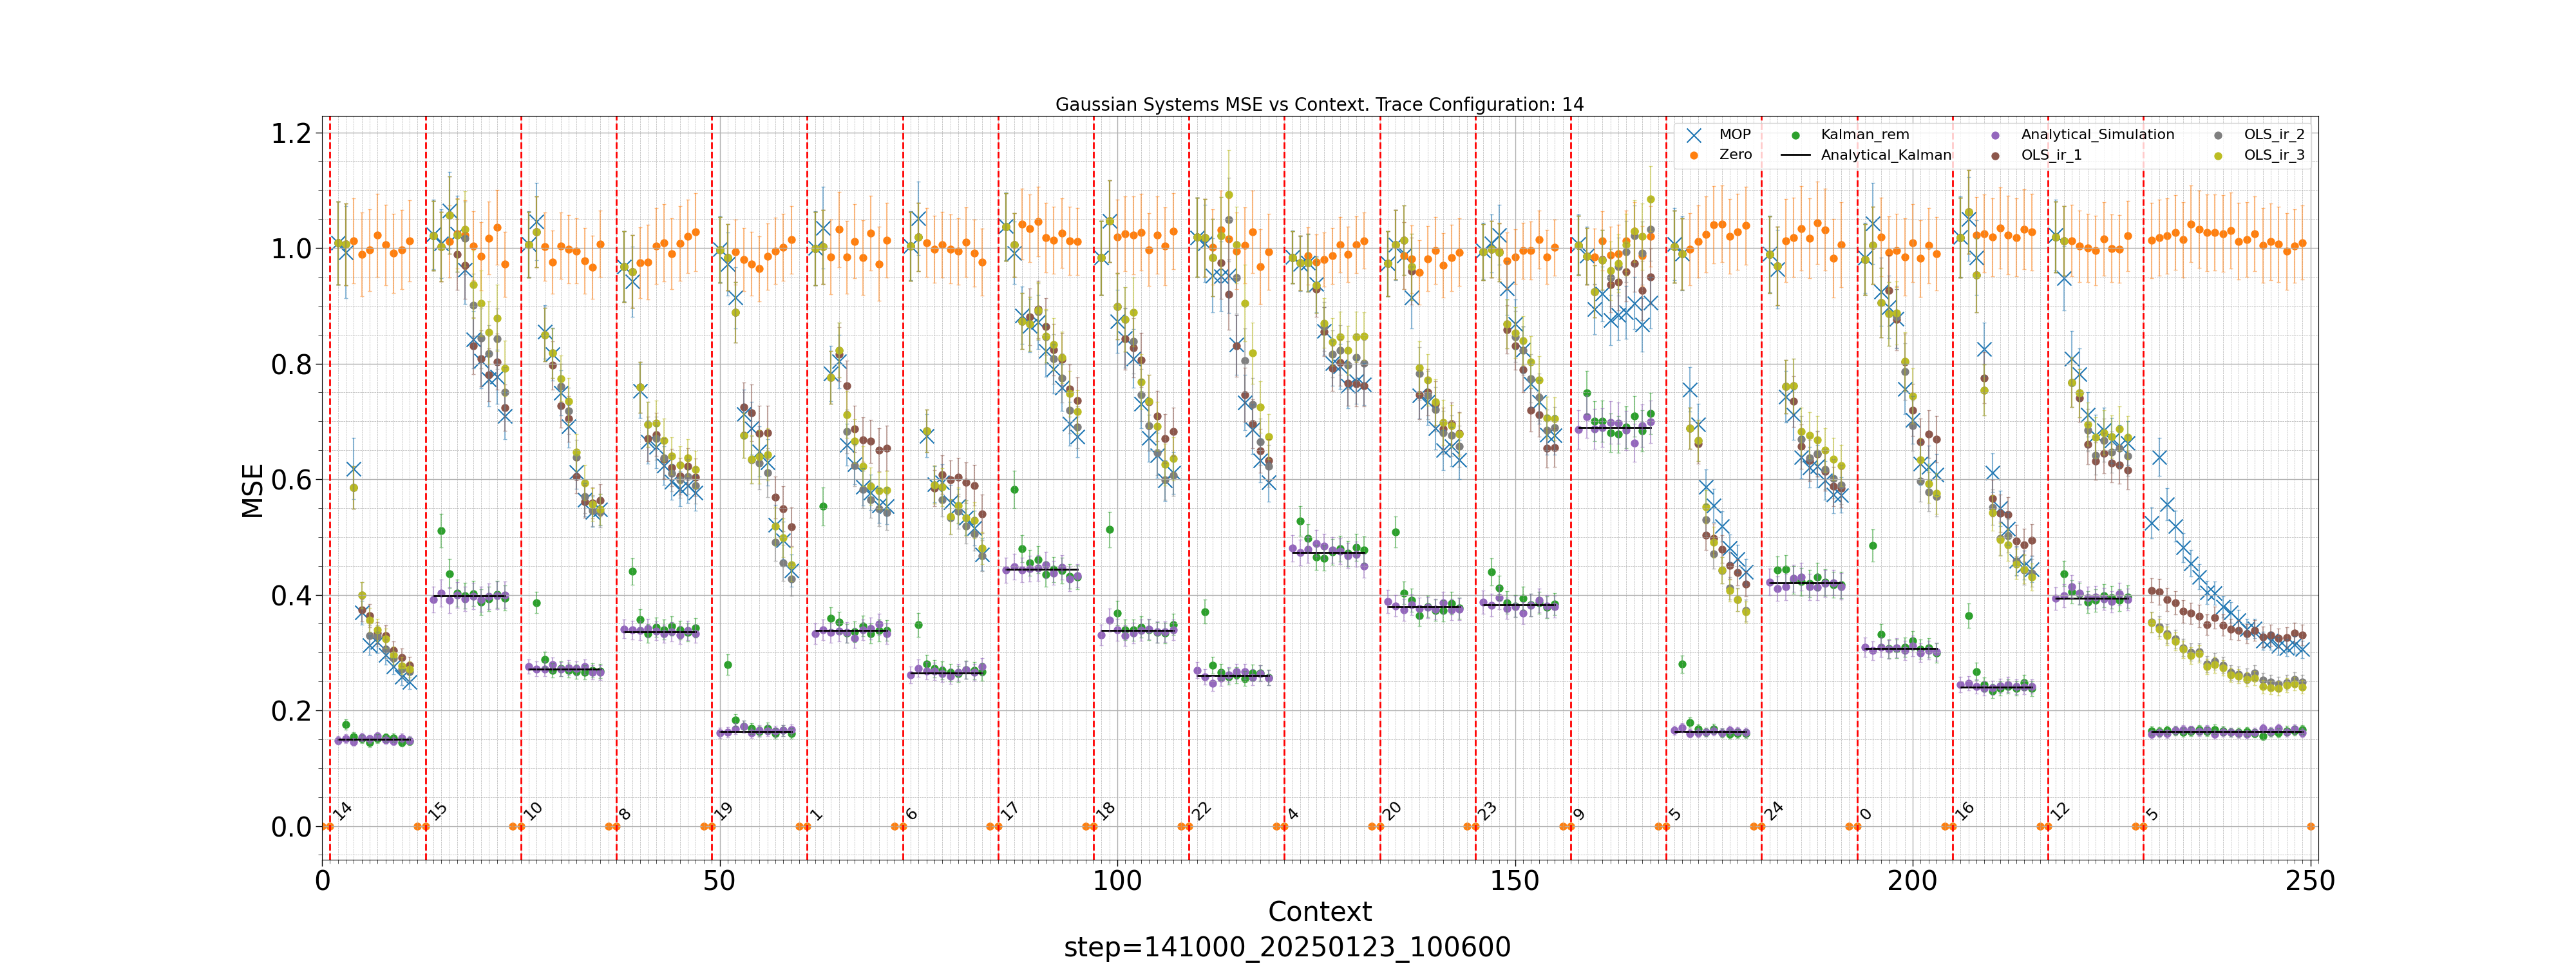 Gaussian Systems MSE vs Context. Trace Configuration: 14
MOP
Zero
Kalman_rem
Analytical_Kalman
Analytical_Simulation
OLS_ir_1
OLS_ir_2
OLS_ir_3
MSE
1.2
1.0
0.8
0.6
0.4
0.2
0.0
14 15 10 8 19 1 6 17 18 22 4 20 23 9 5 24 0 16 12 5
0 50 100 150 200 250
Context
step=141000_20250123_100600